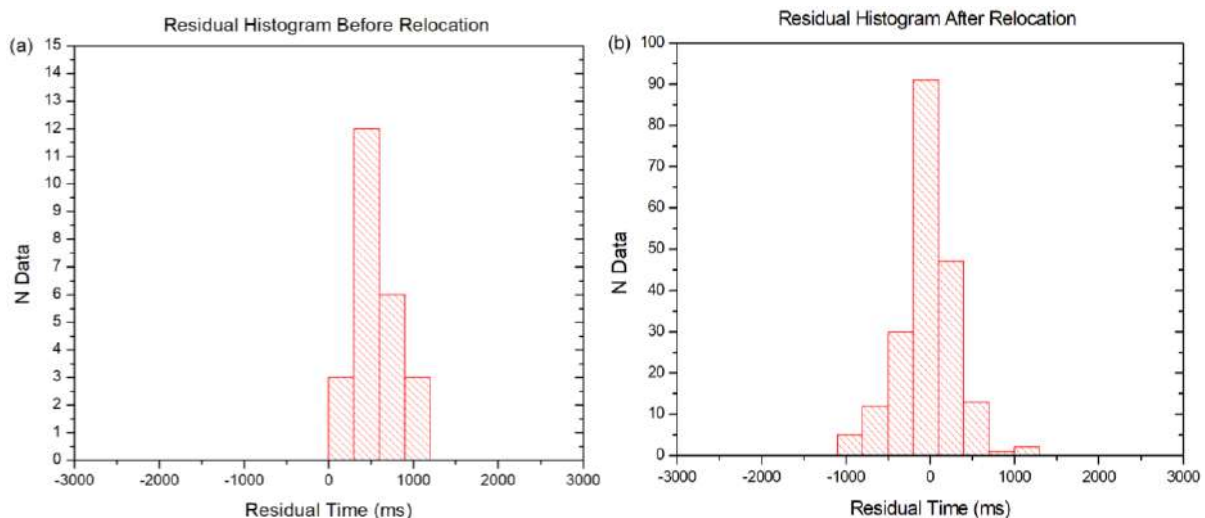 Residual Histogram Before Relocation
(a)
15
14
13
12
11
10
9
8
7
6
5
4
3
2
1
0
N Data
-3000 -2000 -1000 0 1000 2000 3000
Residual Time (ms)
Residual Histogram After Relocation
(b)
100
90
80
70
60
50
40
30
20
10
0
N Data
-3000 -2000 -1000 0 1000 2000 3000
Residual Time (ms)